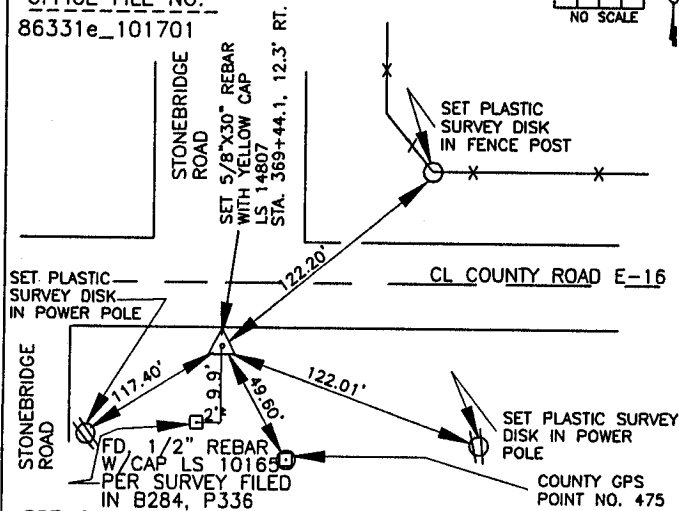 OFFICE FILE NO.
86331e_101701
NO SCALE
STONEBRIDGE
ROAD
SET 5/8"X30" REBAR
WITH YELLOW CAP
LS 14807
STA. 369+44.1, 12.3' RT.
SET PLASTIC
SURVEY DISK
IN FENCE POST
122.20'
CL COUNTY ROAD E-16
SET PLASTIC
SURVEY DISK
IN POWER POLE
STONEBRIDGE
ROAD
117.40'
9.9'
2'±
49.60'
122.01'
FD. 1/2" REBAR
W/CAP LS 10165
PER SURVEY FILED
IN B284, P336
SET PLASTIC SURVEY
DISK IN POWER
POLE
COUNTY GPS
POINT NO. 475